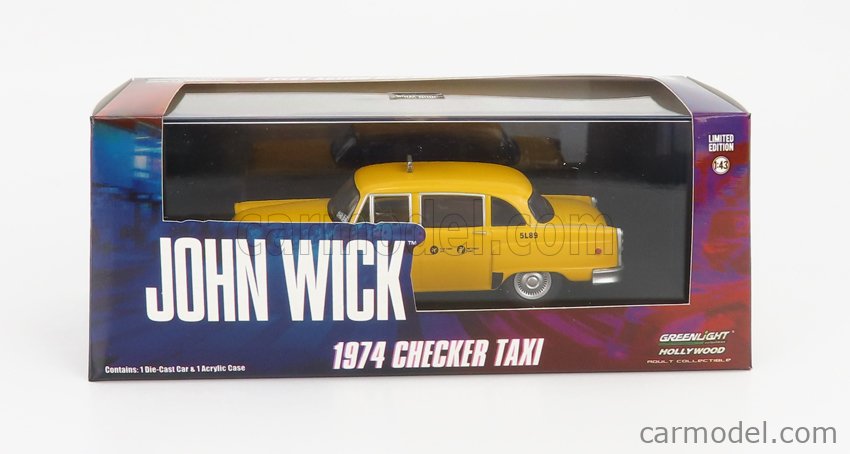 LIMITED
EDITION
1:43
carmodel.com
5L89
JOHN WICK™
1974 CHECKER TAXI
GREENLIGHT
HOLLYWOOD
ADULT COLLECTIBLE
Contains: 1 Die-Cast Car & 1 Acrylic Case
carmodel.com